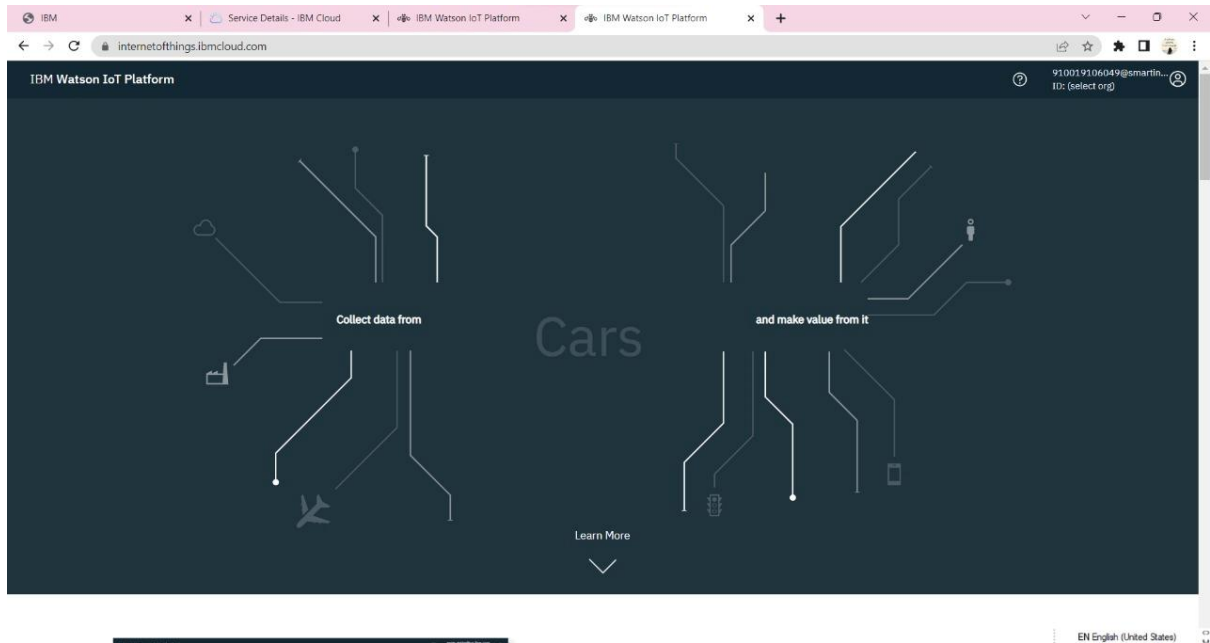 IBM
Service Details - IBM Cloud
IBM Watson IoT Platform
IBM Watson IoT Platform
internetofthings.ibmcloud.com
IBM Watson IoT Platform
910019106049@smartin...
ID: (select org)
Collect data from
Cars
and make value from it
Learn More
EN English (United States)